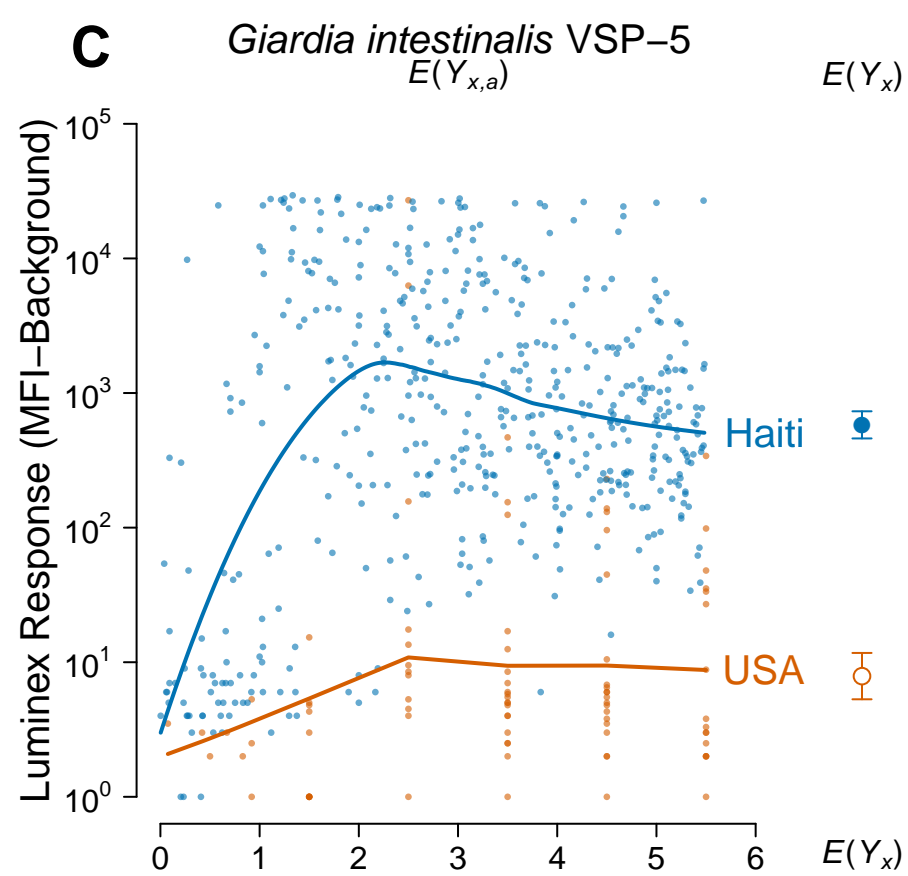 C
Giardia intestinalis VSP−5
E(Yx,a)
E(Yx)
Luminex Response (MFI−Background)
10^5
10^4
10^3
10^2
10^1
10^0
Haiti
USA
0 1 2 3 4 5 6
E(Yx)